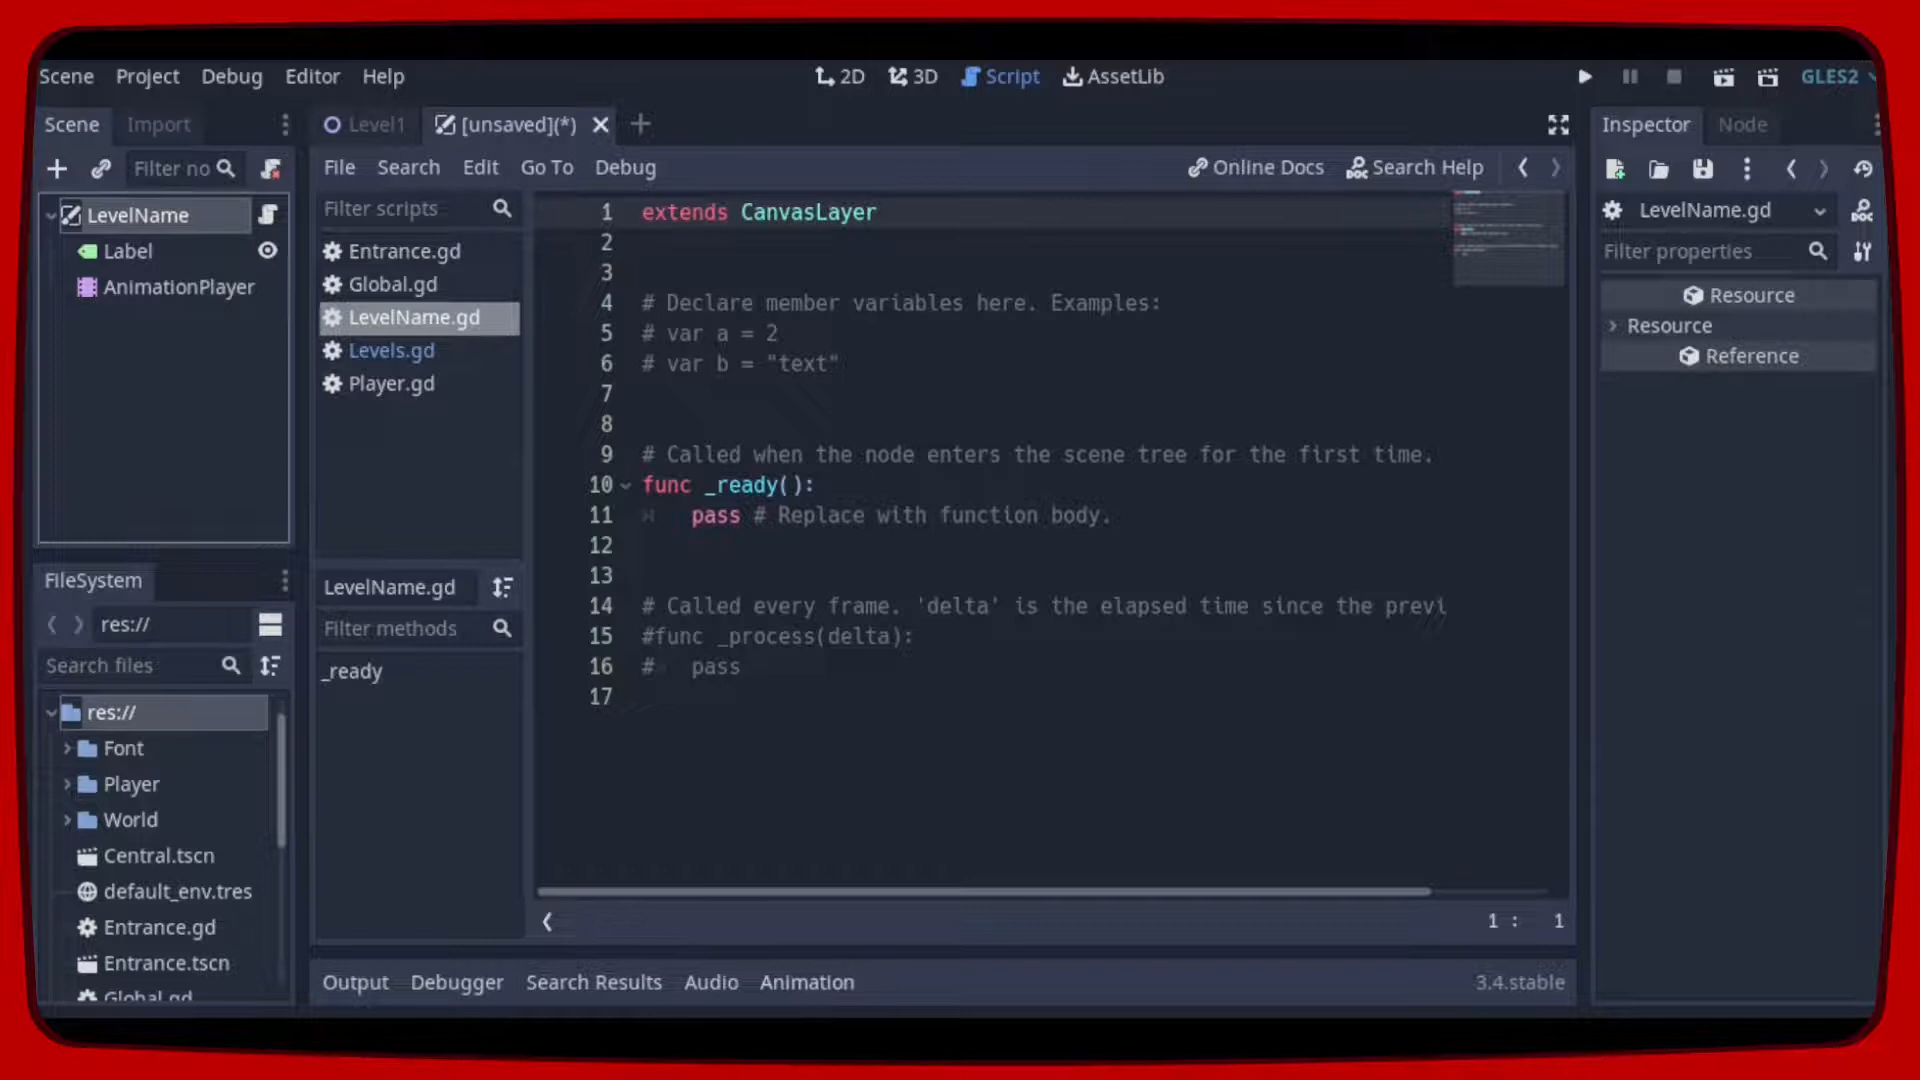 Scene Project Debug Editor Help
2D 3D Script AssetLib
GLES2
Scene Import
Level1 [unsaved](*)
Inspector Node
Filter no
File Search Edit Go To Debug
Online Docs Search Help
LevelName
Label
AnimationPlayer
Filter scripts
Entrance.gd
Global.gd
LevelName.gd
Levels.gd
Player.gd
LevelName.gd
Filter methods
_ready
1 extends CanvasLayer
2
3
4 # Declare member variables here. Examples:
5 # var a = 2
6 # var b = "text"
7
8
9 # Called when the node enters the scene tree for the first time.
10 func _ready():
11 pass # Replace with function body.
12
13
14 # Called every frame. 'delta' is the elapsed time since the previ
15 #func _process(delta):
16 # pass
17
1 : 1
LevelName.gd
Filter properties
Resource
Resource
Reference
FileSystem
res://
Search files
res://
Font
Player
World
Central.tscn
default_env.tres
Entrance.gd
Entrance.tscn
Global.gd
Output Debugger Search Results Audio Animation
3.4.stable